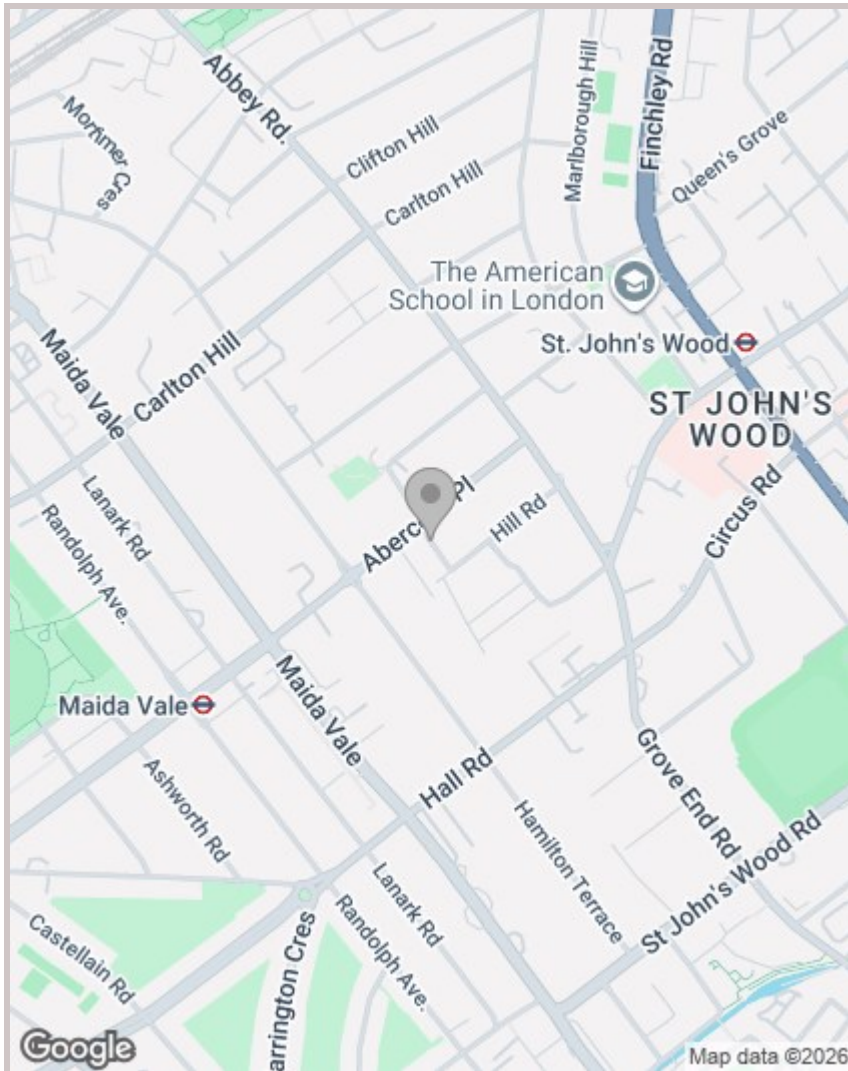 Abbey Rd.
Mortimer Cres
Clifton Hill
Carlton Hill
Marlborough Hill
Finchley Rd
Queen's Grove
The American
School in London
St. John's Wood
ST JOHN'S
WOOD
Maida Vale
Carlton Hill
Lanark Rd
Randolph Ave.
Pl
Hill Rd
Circus Rd
Maida Vale
Maida Vale
Ashworth Rd
Hall Rd
Grove End Rd
Hamilton Terrace
St John's Wood Rd
Lanark Rd
Randolph Ave.
Castellain Rd
arrington Cres
Google
Map data ©2026